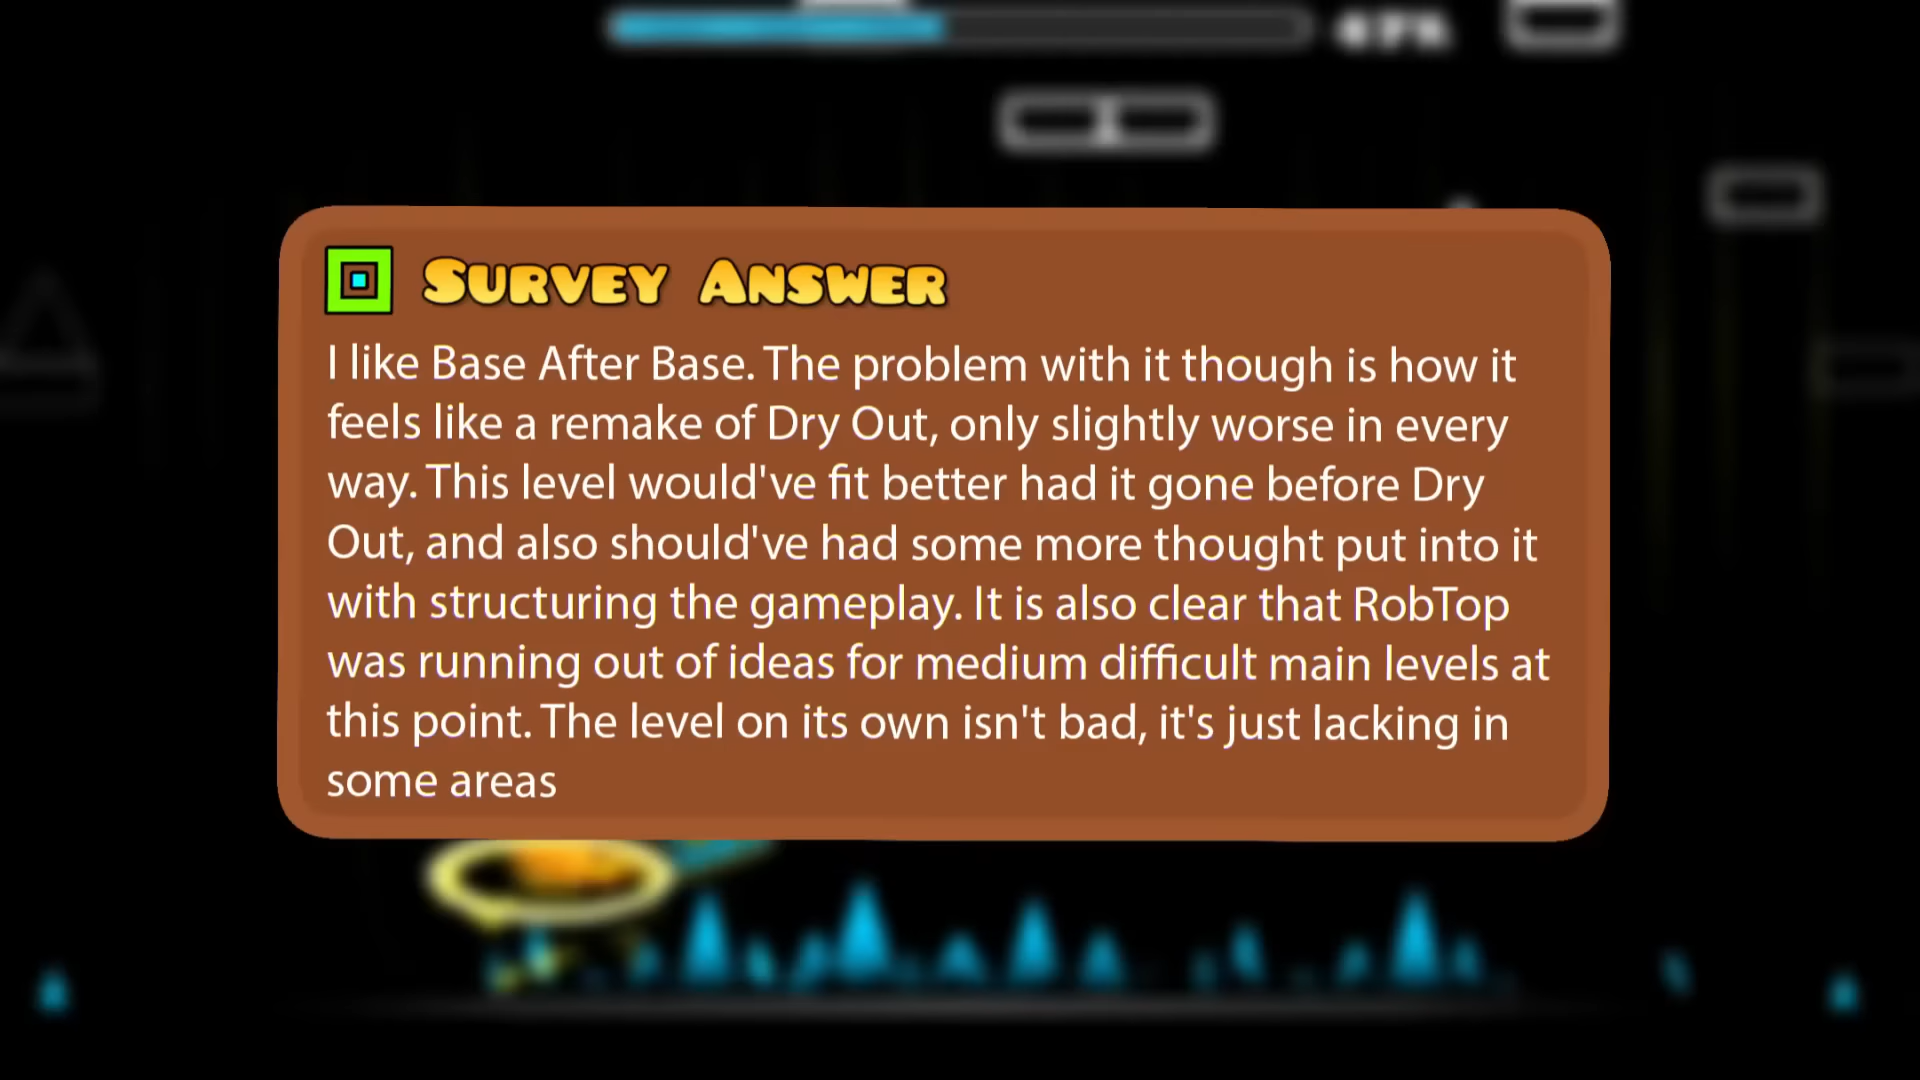 47%
Survey Answer
I like Base After Base. The problem with it though is how it
feels like a remake of Dry Out, only slightly worse in every
way. This level would've fit better had it gone before Dry
Out, and also should've had some more thought put into it
with structuring the gameplay. It is also clear that RobTop
was running out of ideas for medium difficult main levels at
this point. The level on its own isn't bad, it's just lacking in
some areas